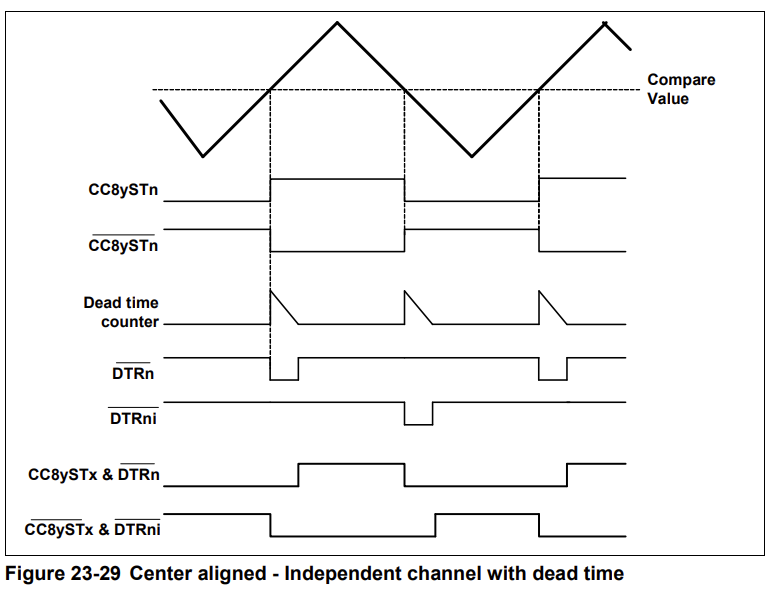 Compare
Value
CC8ySTn
CC8ySTn
Dead time
counter
DTRn
DTRni
CC8ySTx & DTRn
CC8ySTx & DTRni
Figure 23-29 Center aligned - Independent channel with dead time